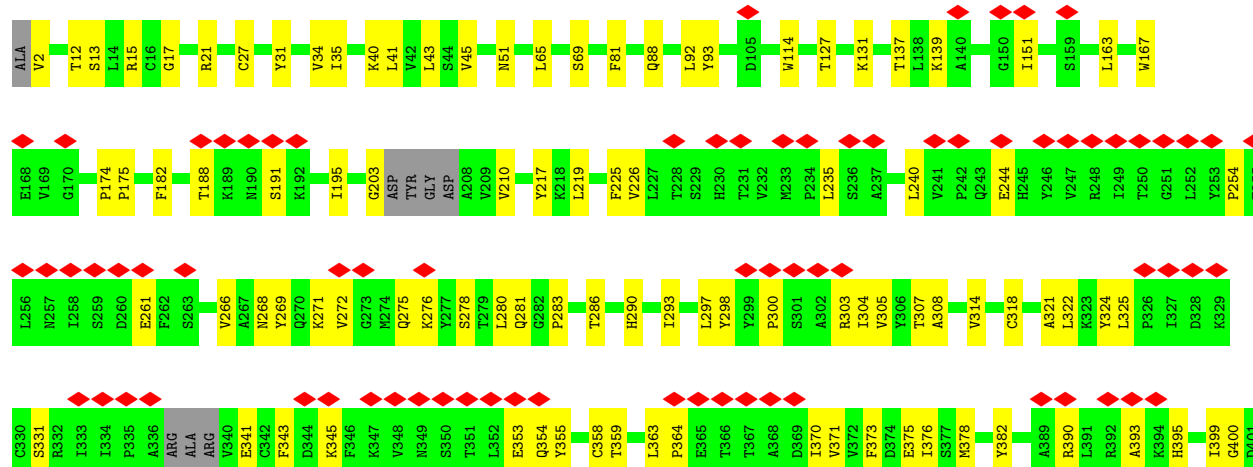 ALA V2 T12 S13 L14 R15 C16 G17 R21 C27 Y31 V34 I35 K40 L41 V42 L43 S44 V45 N51 L65 S69 F81 Q88 L92 Y93 D105 W114 T127 K131 T137 L138 K139 A140 G150 I151 S159 L163 W167
E168 V169 G170 P174 P175 F182 T188 K189 N190 S191 K192 I195 G203 ASP TYR GLY ASP A208 V209 V210 Y217 K218 L219 F225 V226 L227 T228 S229 H230 T231 V232 M233 P234 L235 S236 A237 L240 V241 P242 Q243 E244 H245 Y246 V247 R248 I249 T250 G251 L252 Y253 P254
L256 N257 I258 S259 D260 E261 F262 S263 V266 A267 N268 Y269 Q270 K271 V272 G273 M274 Q275 K276 Y277 S278 T279 L280 Q281 G282 P283 T286 H290 I293 L297 Y298 Y299 P300 S301 A302 R303 I304 V305 Y306 T307 A308 V314 C318 A321 L322 K323 Y324 L325 P326 I327 D328 K329
C330 S331 R332 I333 I334 P335 A336 ARG ALA ARG V340 E341 C342 F343 D344 K345 F346 K347 V348 N349 S350 T351 L352 E353 Q354 Y355 C358 T359 L363 P364 E365 T366 T367 A368 D369 I370 V371 V372 F373 D374 E375 I376 S377 M378 Y382 A389 R390 L391 R392 A393 K394 H395 I399 G400 D401